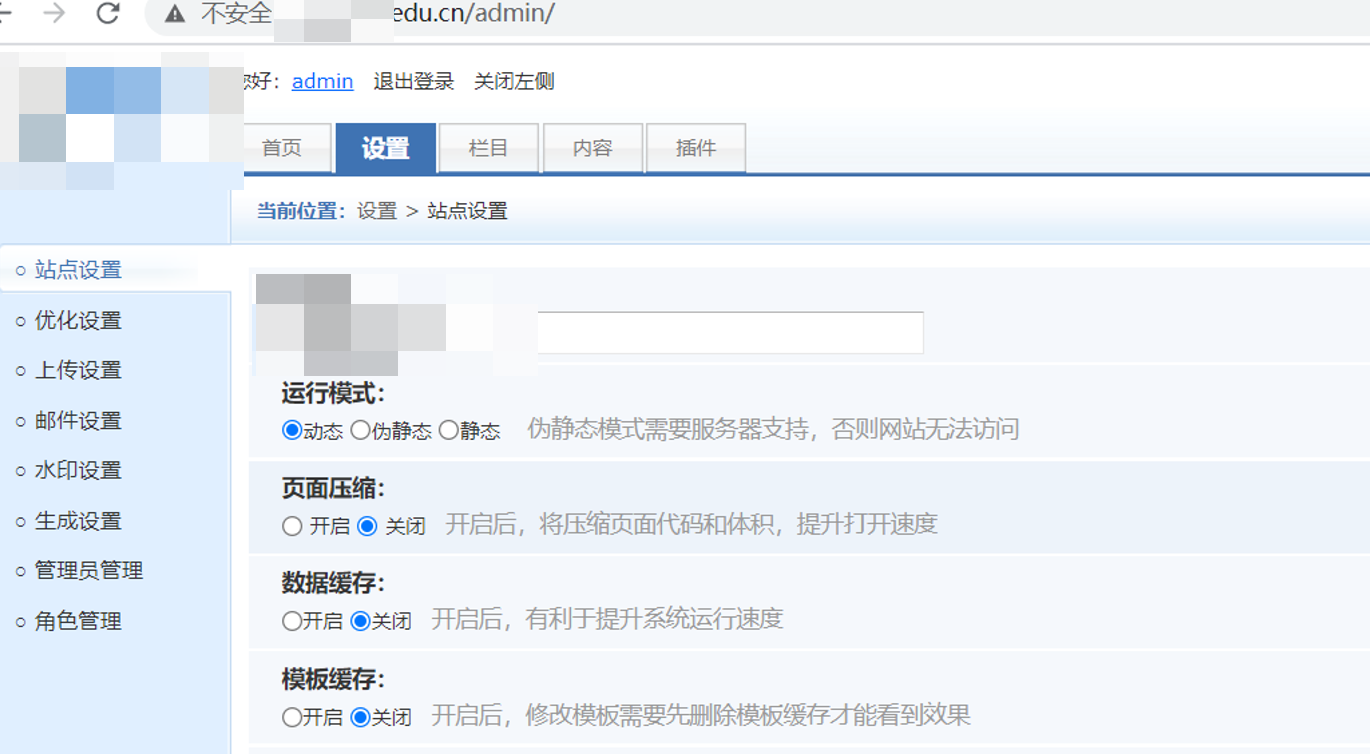 不安全 edu.cn/admin/
您好：admin 退出登录 关闭左侧
首页 设置 栏目 内容 插件
当前位置：设置 > 站点设置
站点设置
优化设置
上传设置
邮件设置
水印设置
生成设置
管理员管理
角色管理
运行模式：
动态 伪静态 静态 伪静态模式需要服务器支持，否则网站无法访问
页面压缩：
开启 关闭 开启后，将压缩页面代码和体积，提升打开速度
数据缓存：
开启 关闭 开启后，有利于提升系统运行速度
模板缓存：
开启 关闭 开启后，修改模板需要先删除模板缓存才能看到效果